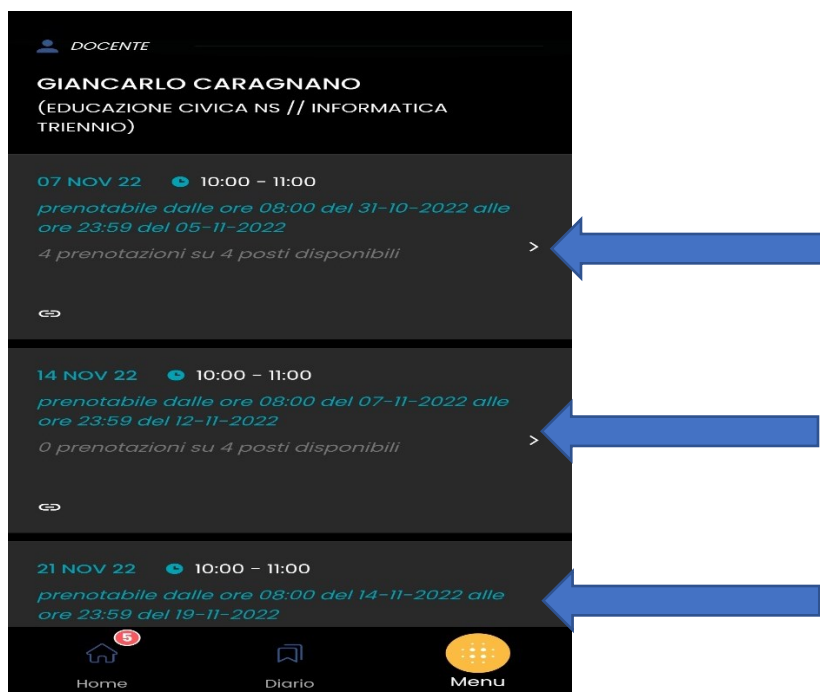 DOCENTE
GIANCARLO CARAGNANO
(EDUCAZIONE CIVICA NS // INFORMATICA
TRIENNIO)
07 NOV 22 10:00 - 11:00
prenotabile dalle ore 08:00 del 31-10-2022 alle
ore 23:59 del 05-11-2022
4 prenotazioni su 4 posti disponibili
>
14 NOV 22 10:00 - 11:00
prenotabile dalle ore 08:00 del 07-11-2022 alle
ore 23:59 del 12-11-2022
0 prenotazioni su 4 posti disponibili
>
21 NOV 22 10:00 - 11:00
prenotabile dalle ore 08:00 del 14-11-2022 alle
ore 23:59 del 19-11-2022
5
Home Diario Menu